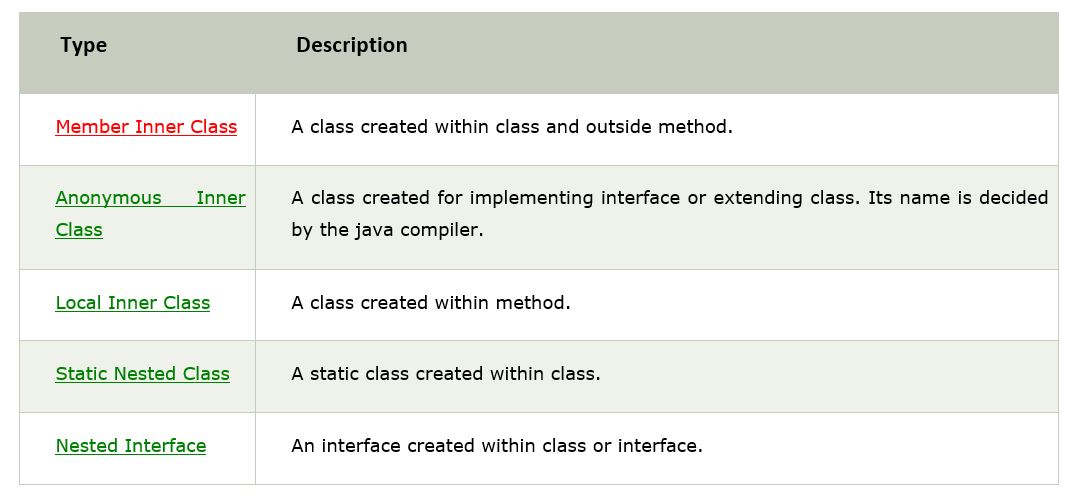 Type Description
Member Inner Class A class created within class and outside method.
Anonymous Inner Class A class created for implementing interface or extending class. Its name is decided
by the java compiler.
Local Inner Class A class created within method.
Static Nested Class A static class created within class.
Nested Interface An interface created within class or interface.